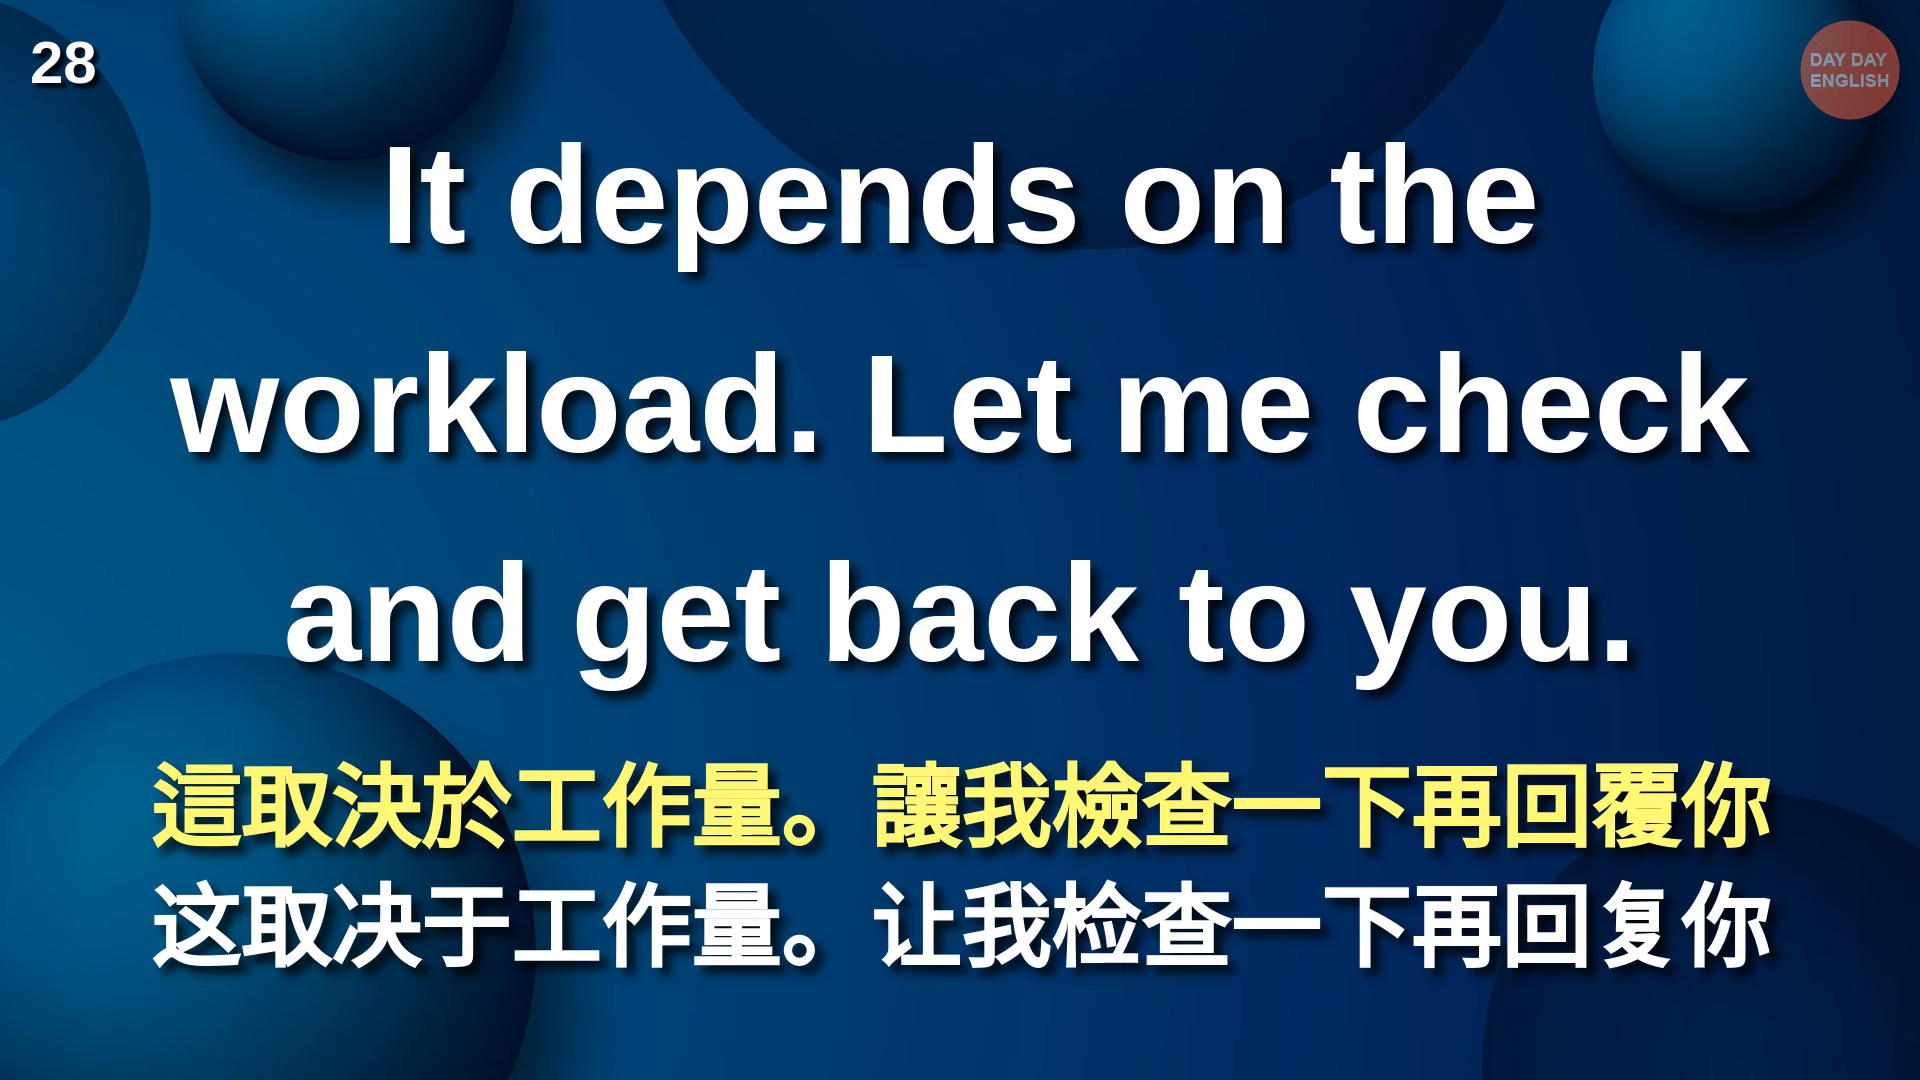 28
DAY DAY
ENGLISH
It depends on the
workload. Let me check
and get back to you.
這取決於工作量。讓我檢查一下再回覆你
这取决于工作量。让我检查一下再回复你